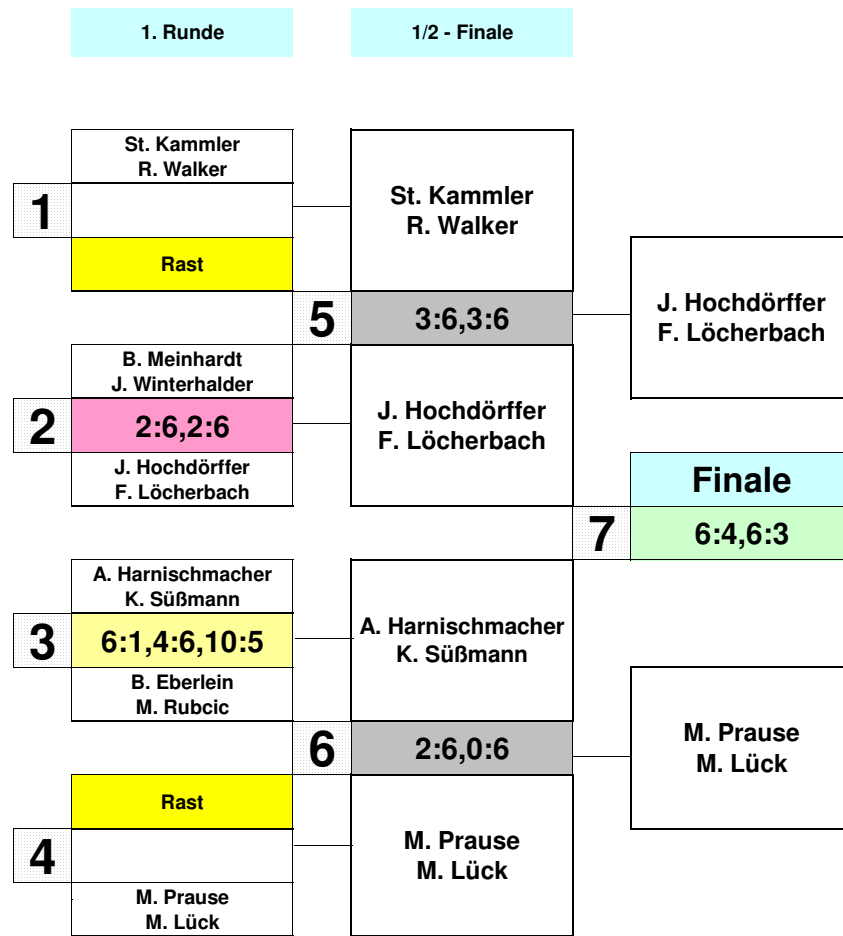 1. Runde
1/2 - Finale
St. Kammler
R. Walker
1
Rast
St. Kammler
R. Walker
5
3:6,3:6
J. Hochdörffer
F. Löcherbach
B. Meinhardt
J. Winterhalder
2
2:6,2:6
J. Hochdörffer
F. Löcherbach
J. Hochdörffer
F. Löcherbach
Finale
7
6:4,6:3
A. Harnischmacher
K. Süßmann
3
6:1,4:6,10:5
B. Eberlein
M. Rubcic
A. Harnischmacher
K. Süßmann
6
2:6,0:6
M. Prause
M. Lück
Rast
4
M. Prause
M. Lück
M. Prause
M. Lück